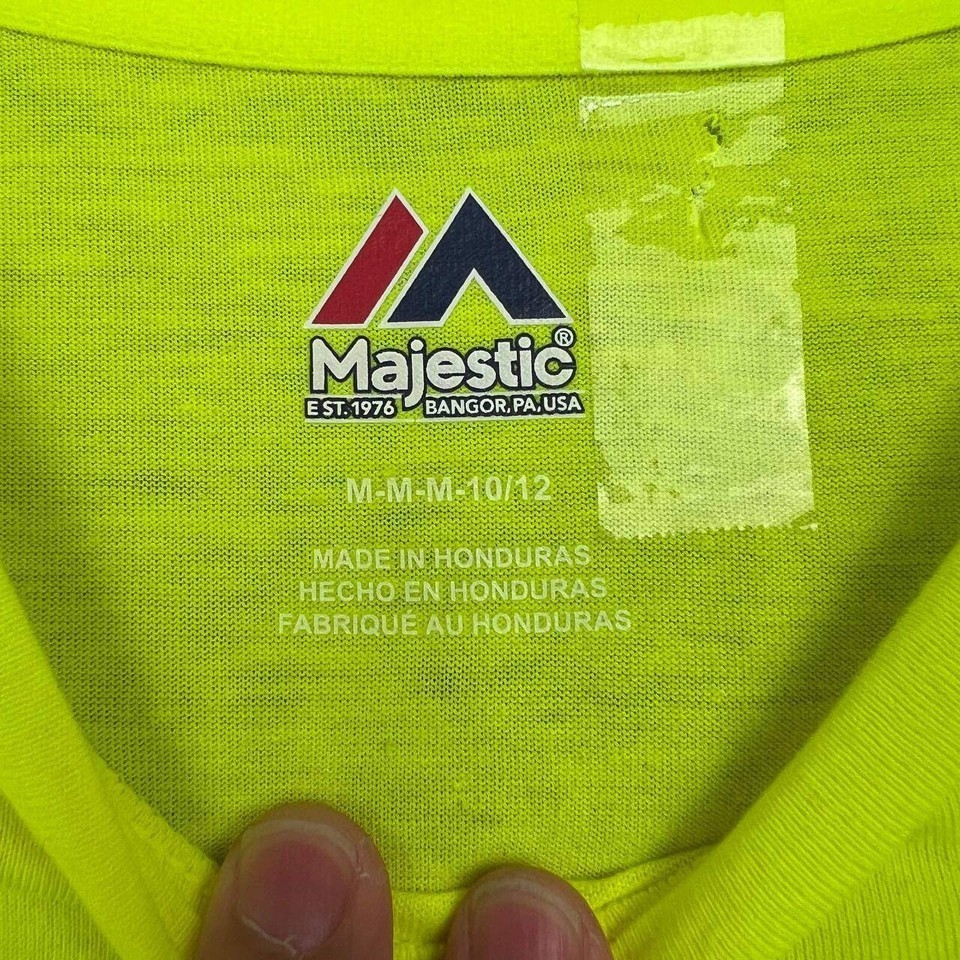 Majestic®
EST. 1976 BANGOR, PA, USA
M-M-M-10/12
MADE IN HONDURAS
HECHO EN HONDURAS
FABRIQUÉ AU HONDURAS